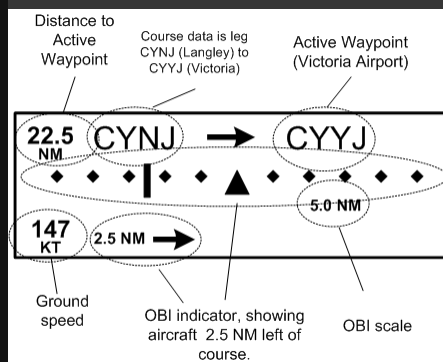 Distance to
Active
Waypoint
Course data is leg
CYNJ (Langley) to
CYYJ (Victoria)
Active Waypoint
(Victoria Airport)
22.5
NM
CYNJ
CYYJ
5.0 NM
147
KT
2.5 NM
Ground
speed
OBI indicator, showing
aircraft 2.5 NM left of
course.
OBI scale